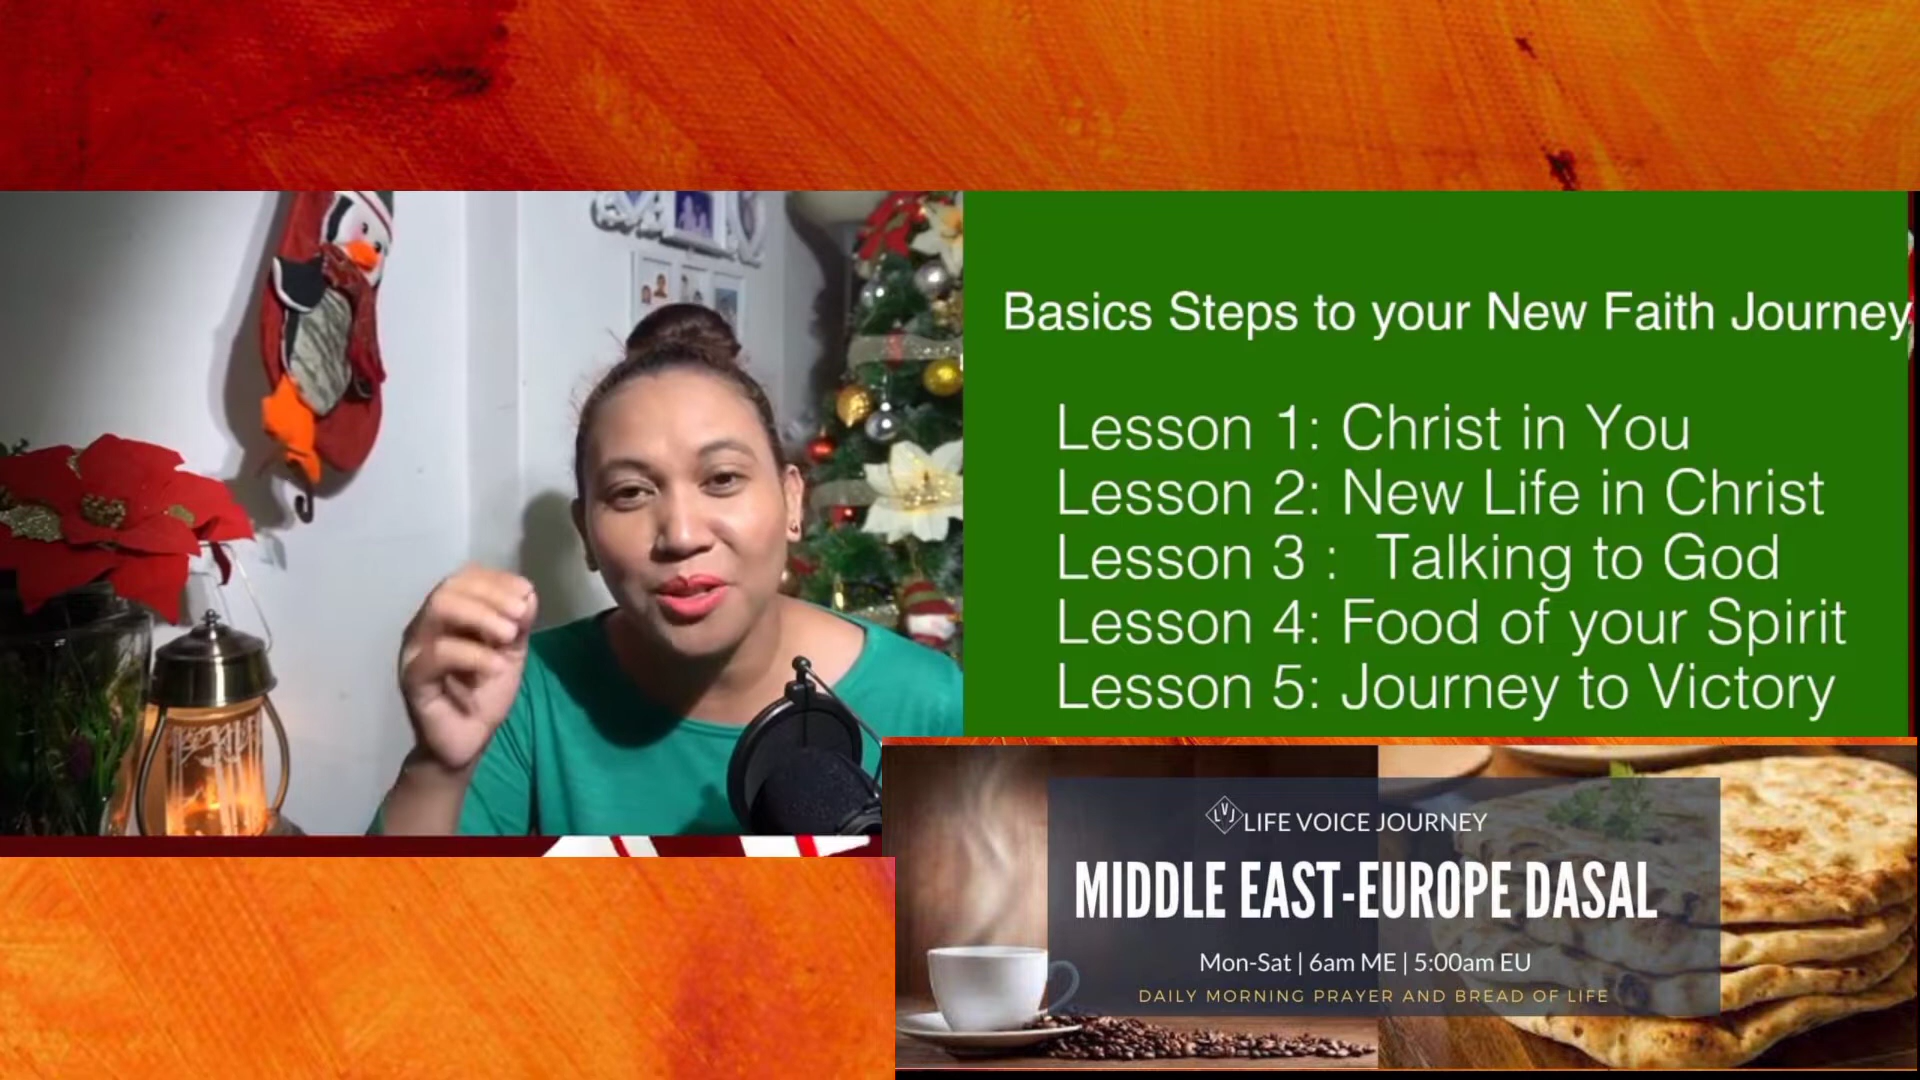 Basics Steps to your New Faith Journey
Lesson 1: Christ in You
Lesson 2: New Life in Christ
Lesson 3 : Talking to God
Lesson 4: Food of your Spirit
Lesson 5: Journey to Victory
LVJ LIFE VOICE JOURNEY
MIDDLE EAST-EUROPE DASAL
Mon-Sat | 6am ME | 5:00am EU
DAILY MORNING PRAYER AND BREAD OF LIFE